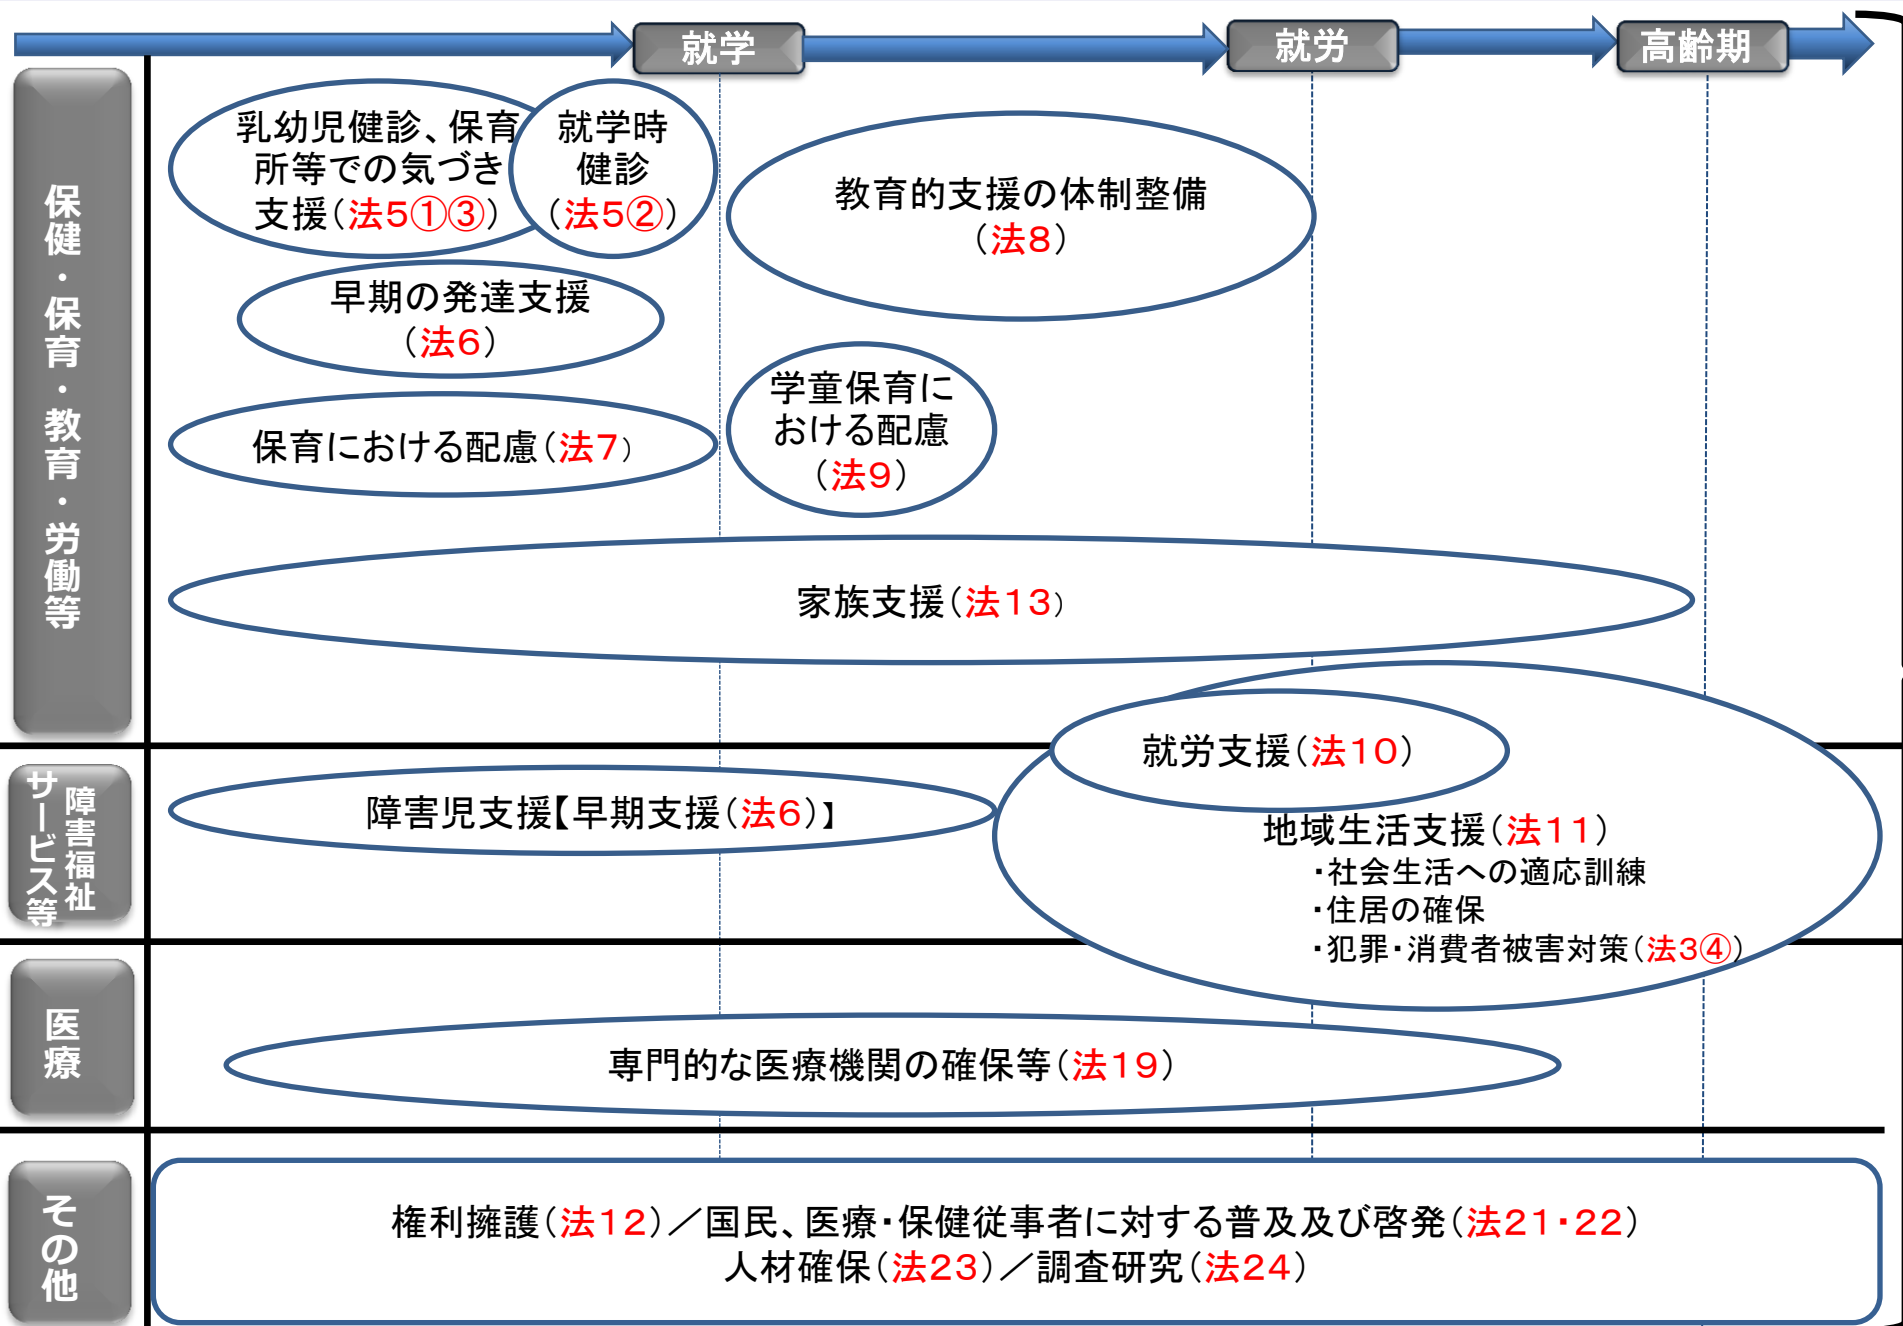 就学
就労
高齢期
保健・保育・教育・労働等
乳幼児健診、保育
所等での気づき
支援（法5①③）
就学時
健診
（法5②）
教育的支援の体制整備
（法8）
早期の発達支援
（法6）
学童保育に
おける配慮
（法9）
保育における配慮（法7）
家族支援（法13）
障害福祉
サービス等
就労支援（法10）
障害児支援【早期支援（法6）】
地域生活支援（法11）
・社会生活への適応訓練
・住居の確保
・犯罪・消費者被害対策（法3④）
医療
専門的な医療機関の確保等（法19）
その他
権利擁護（法12）／国民、医療・保健従事者に対する普及及び啓発（法21・22）
人材確保（法23）／調査研究（法24）